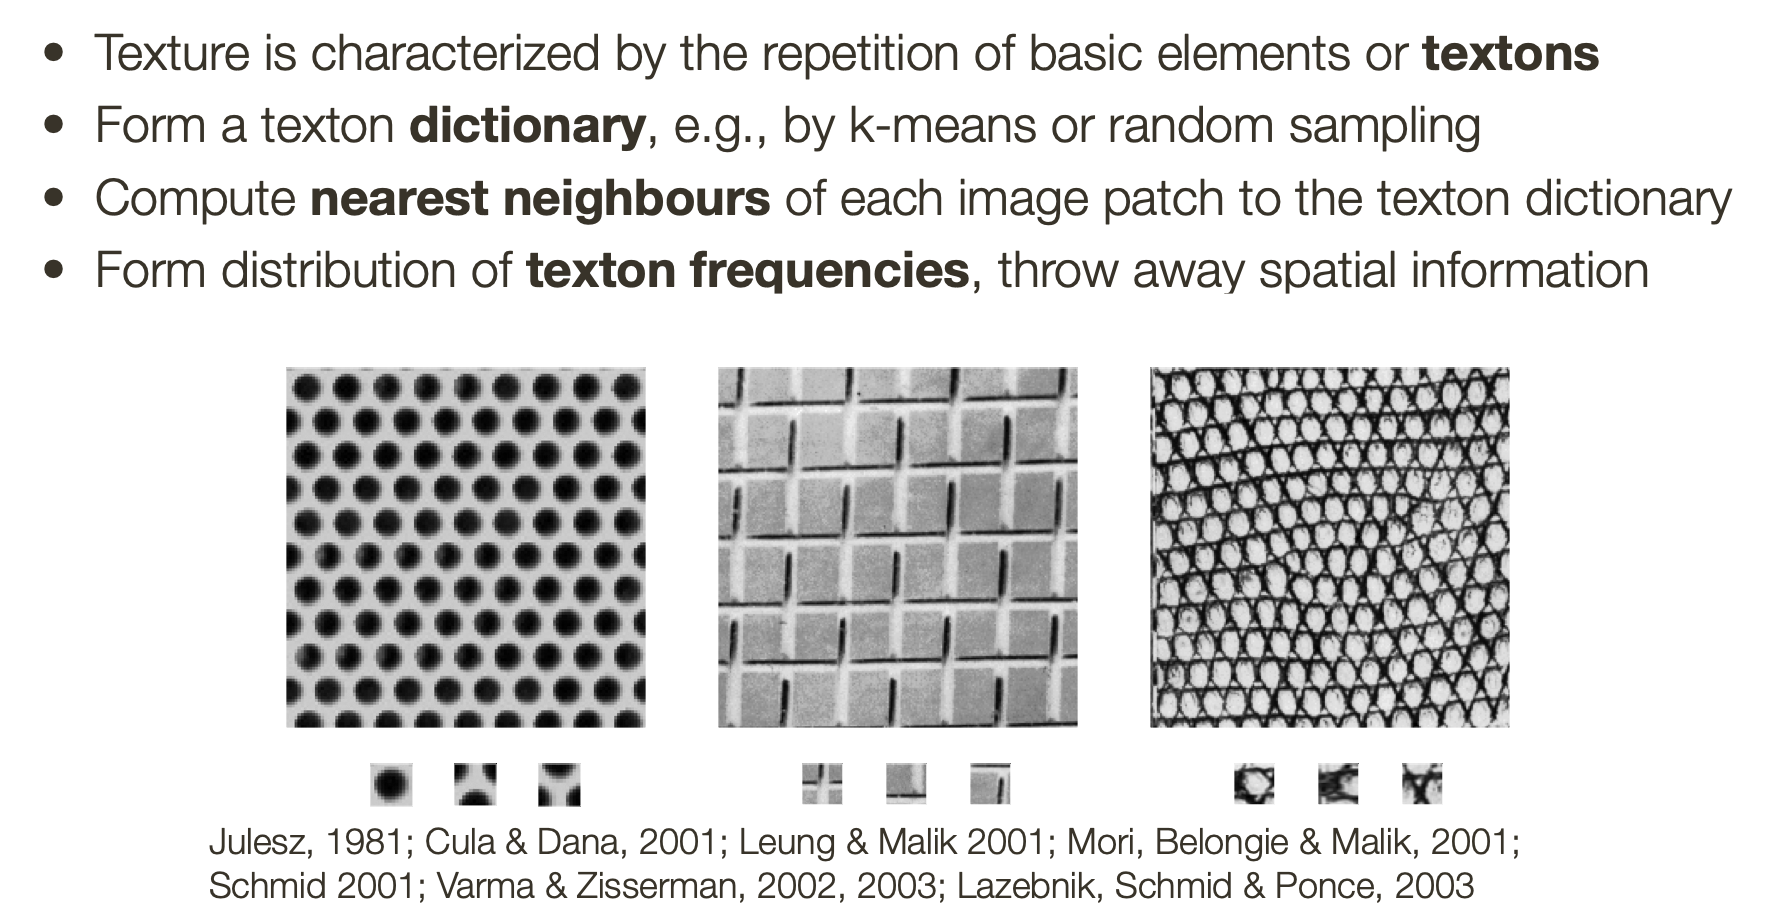 • Texture is characterized by the repetition of basic elements or textons
• Form a texton dictionary, e.g., by k-means or random sampling
• Compute nearest neighbours of each image patch to the texton dictionary
• Form distribution of texton frequencies, throw away spatial information
Julesz, 1981; Cula & Dana, 2001; Leung & Malik 2001; Mori, Belongie & Malik, 2001;
Schmid 2001; Varma & Zisserman, 2002, 2003; Lazebnik, Schmid & Ponce, 2003